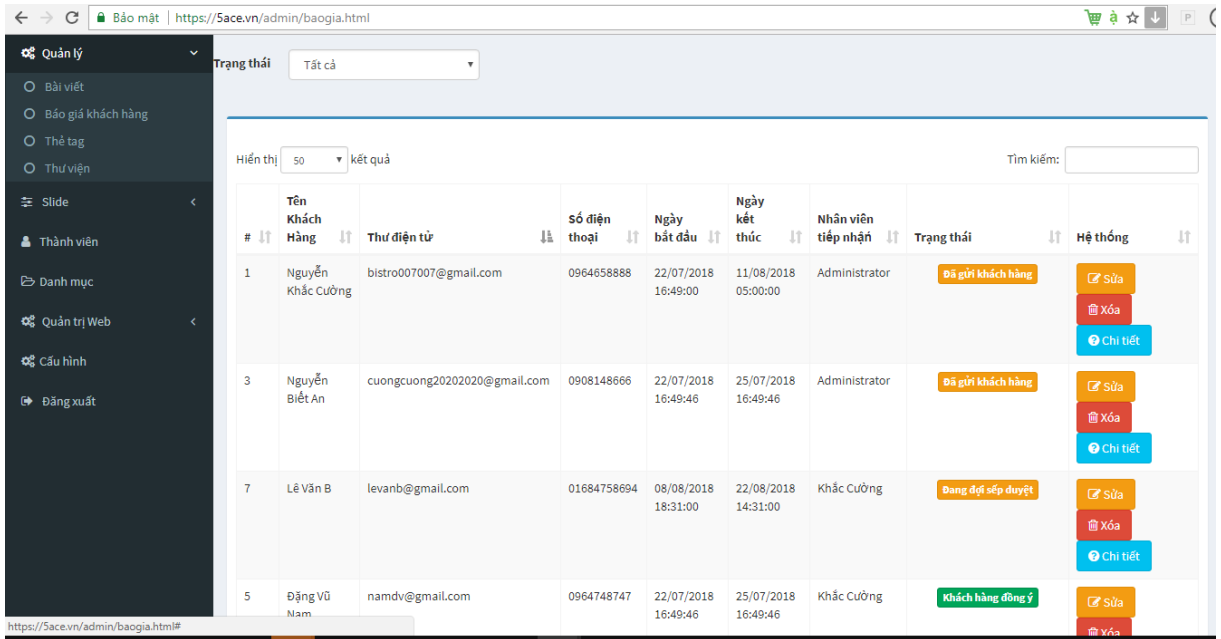 Bảo mật | https://5ace.vn/admin/baogia.html
Quản lý
Bài viết
Báo giá khách hàng
Thẻ tag
Thư viện
Slide
Thành viên
Danh mục
Quản trị Web
Cấu hình
Đăng xuất
Trạng thái Tất cả
Hiển thị 50 kết quả
Tìm kiếm:
# Tên Khách Hàng Thư điện tử Số điện thoại Ngày bắt đầu Ngày kết thúc Nhân viên tiếp nhận Trạng thái Hệ thống
1 Nguyễn Khắc Cường bistro007007@gmail.com 0964658888 22/07/2018 16:49:00 11/08/2018 05:00:00 Administrator Đã gửi khách hàng Sửa
Xóa
Chi tiết
3 Nguyễn Biết An cuongcuong20202020@gmail.com 0908148666 22/07/2018 16:49:46 25/07/2018 16:49:46 Administrator Đã gửi khách hàng Sửa
Xóa
Chi tiết
7 Lê Văn B levanb@gmail.com 01684758694 08/08/2018 18:31:00 22/08/2018 14:31:00 Khắc Cường Đang đợi sếp duyệt Sửa
Xóa
Chi tiết
5 Đặng Vũ Nam namdv@gmail.com 0964748747 22/07/2018 16:49:46 25/07/2018 16:49:46 Khắc Cường Khách hàng đồng ý Sửa
Xóa
https://5ace.vn/admin/baogia.html#